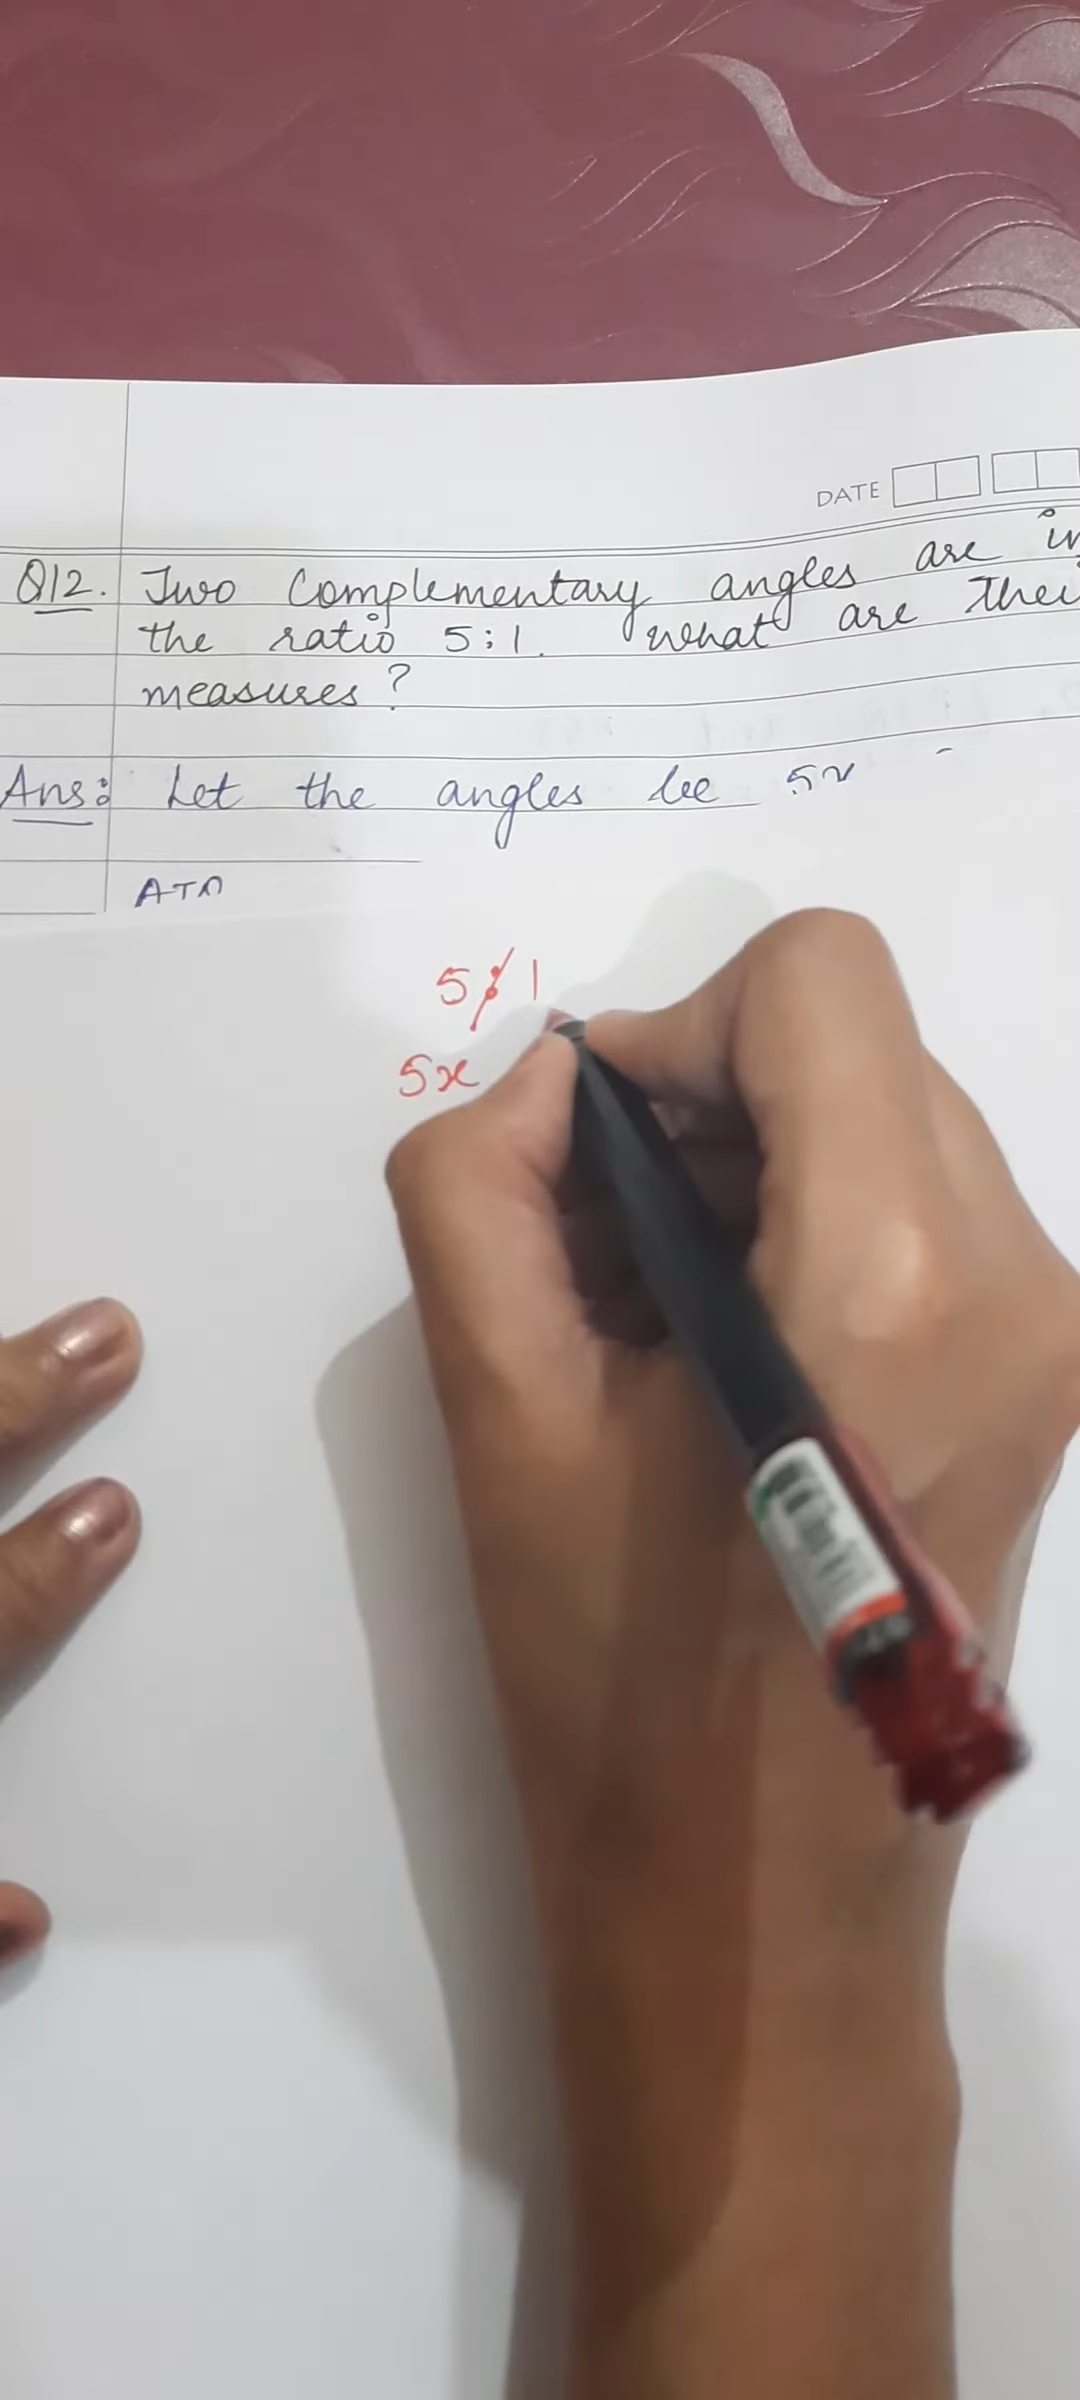 DATE
Q12. Two Complementary angles are in
the ratio 5:1. what are their
measures?
Ans: Let the angles be 5x
5:1
5x